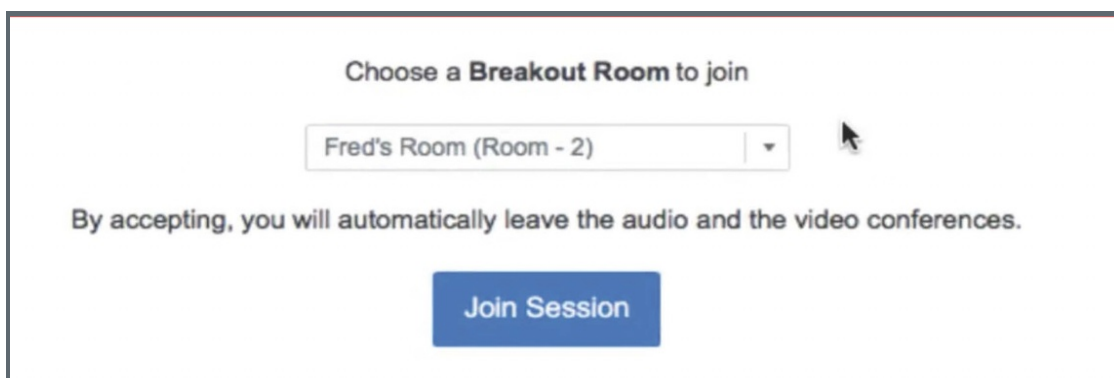 Choose a Breakout Room to join
Fred's Room (Room - 2)
By accepting, you will automatically leave the audio and the video conferences.
Join Session